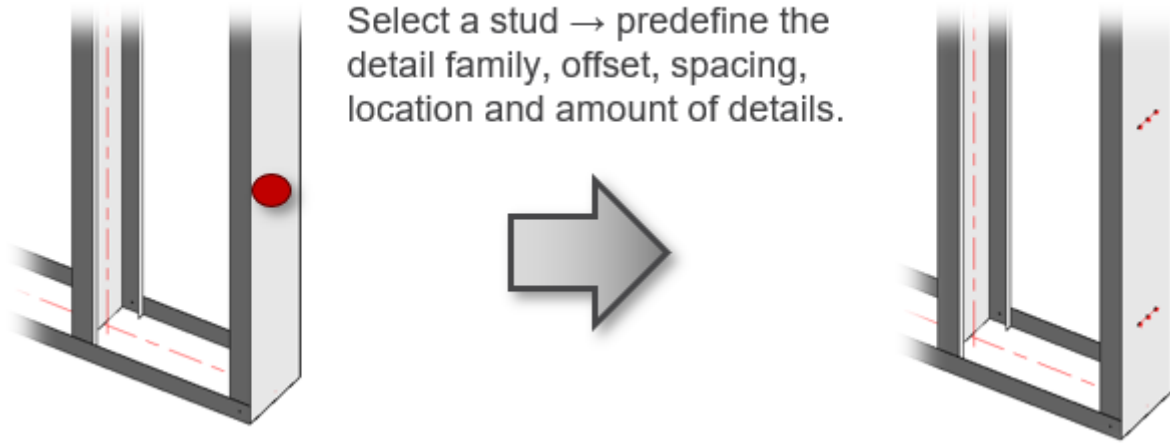 Select a stud → predefine the
detail family, offset, spacing,
location and amount of details.